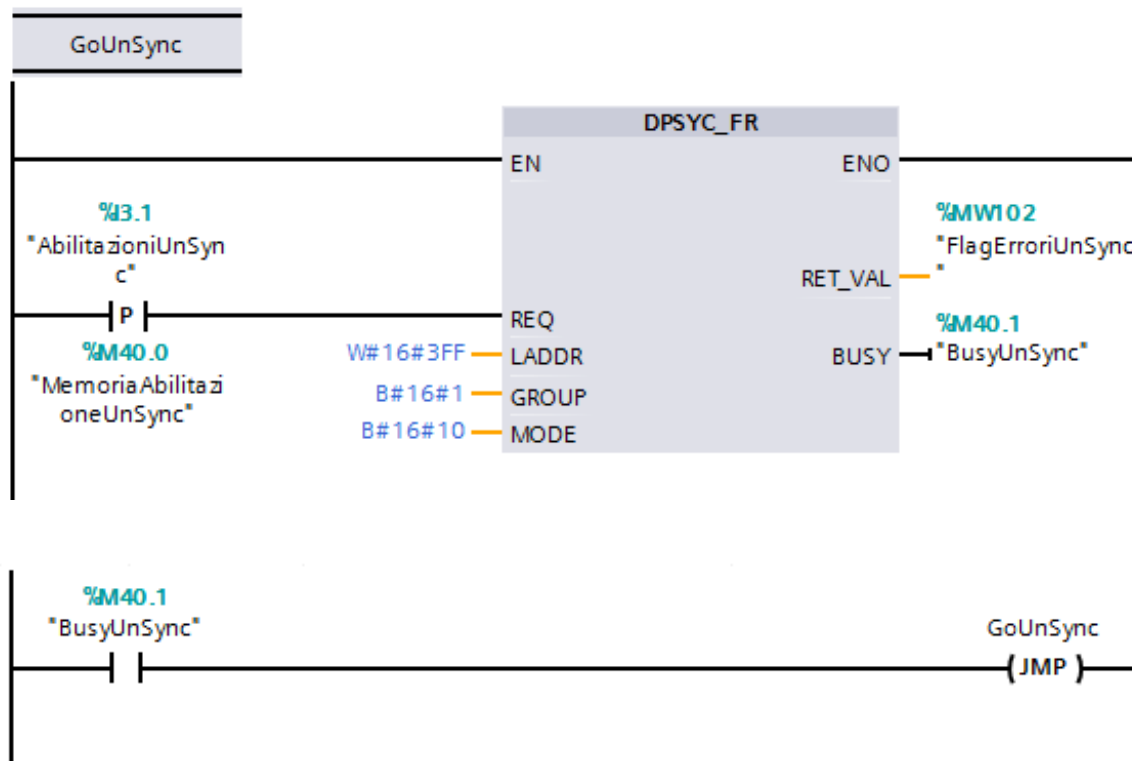 GoUnSync
DPSYC_FR
EN ENO
%I3.1
"AbilitazioniUnSyn
c"
%MW102
"FlagErroriUnSync
"
RET_VAL
P
REQ
%M40.0
"MemoriaAbilitazi
oneUnSync"
%M40.1
"BusyUnSync"
W#16#3FF LADDR BUSY
B#16#1 GROUP
B#16#10 MODE
%M40.1
"BusyUnSync"
GoUnSync
JMP